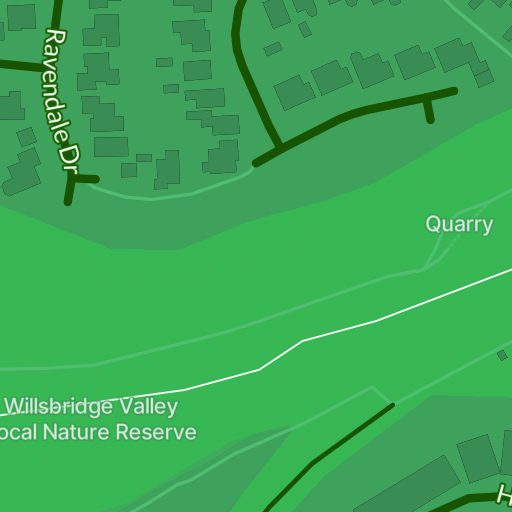 Ravendale Dr
Quarry
Willsbridge Valley
ocal Nature Reserve
H